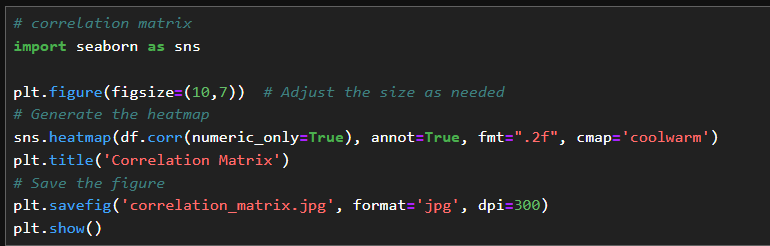 # correlation matrix
import seaborn as sns
plt.figure(figsize=(10,7))  # Adjust the size as needed
# Generate the heatmap
sns.heatmap(df.corr(numeric_only=True), annot=True, fmt=".2f", cmap='coolwarm')
plt.title('Correlation Matrix')
# Save the figure
plt.savefig('correlation_matrix.jpg', format='jpg', dpi=300)
plt.show()